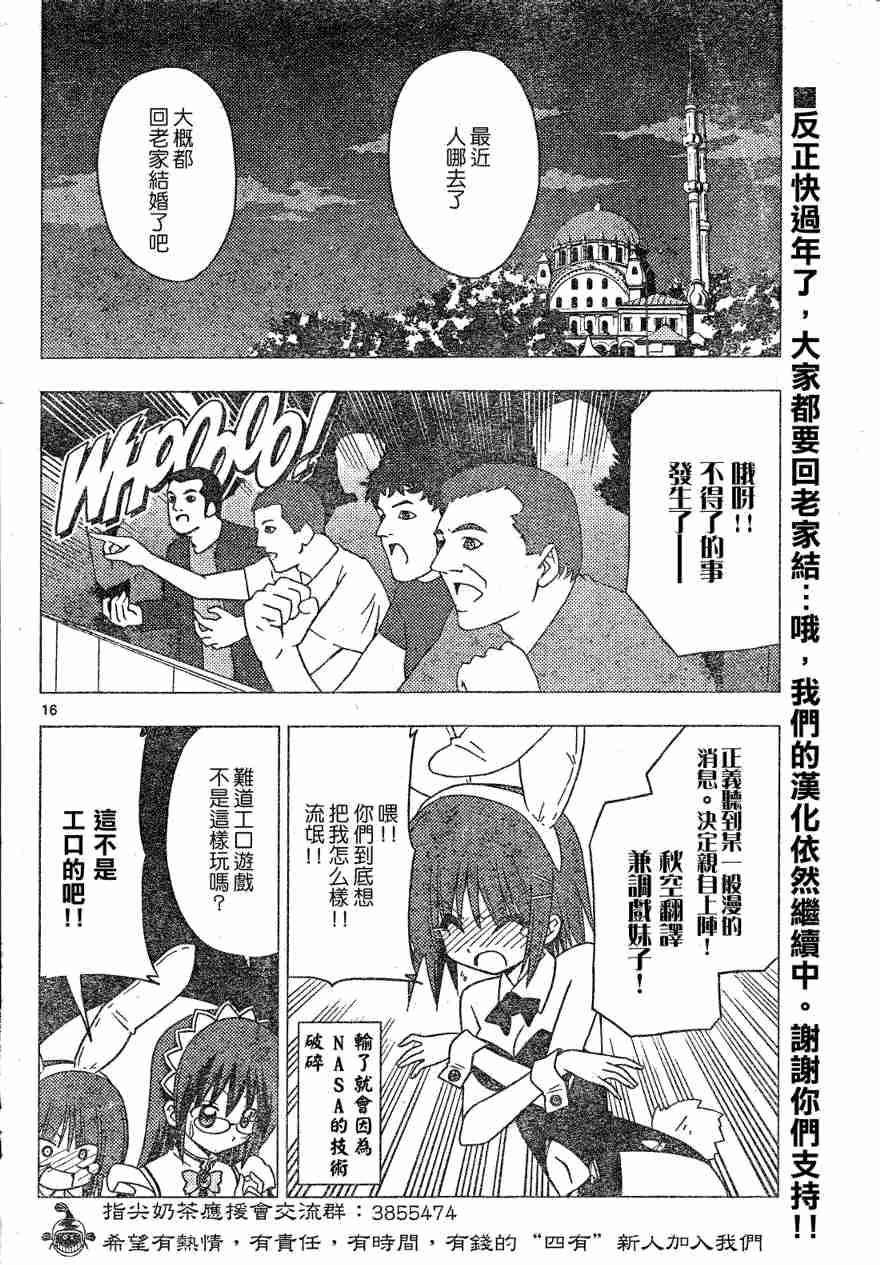 ■反正快過年了，大家都要回老家結…哦，我們的漢化依然繼續中。謝謝你們支持!!
最近
人哪去了
大概都
回老家結婚了吧
WHOOOOO!
哦呀!!
不得了的事
發生了──
16
正義聽到某一般漫的
消息。決定親自上陣!
秋空翻譯
兼調戲妹子!
喂!!
你們到底想
把我怎么樣!!
流氓!!
輸了就會因為
NASA的技術
破碎
難道工口遊戲
不是這樣玩嗎?
這不是
工口的吧!!
指尖奶茶應援會交流群：3855474
希望有熱情，有責任，有時間，有錢的“四有”新人加入我們